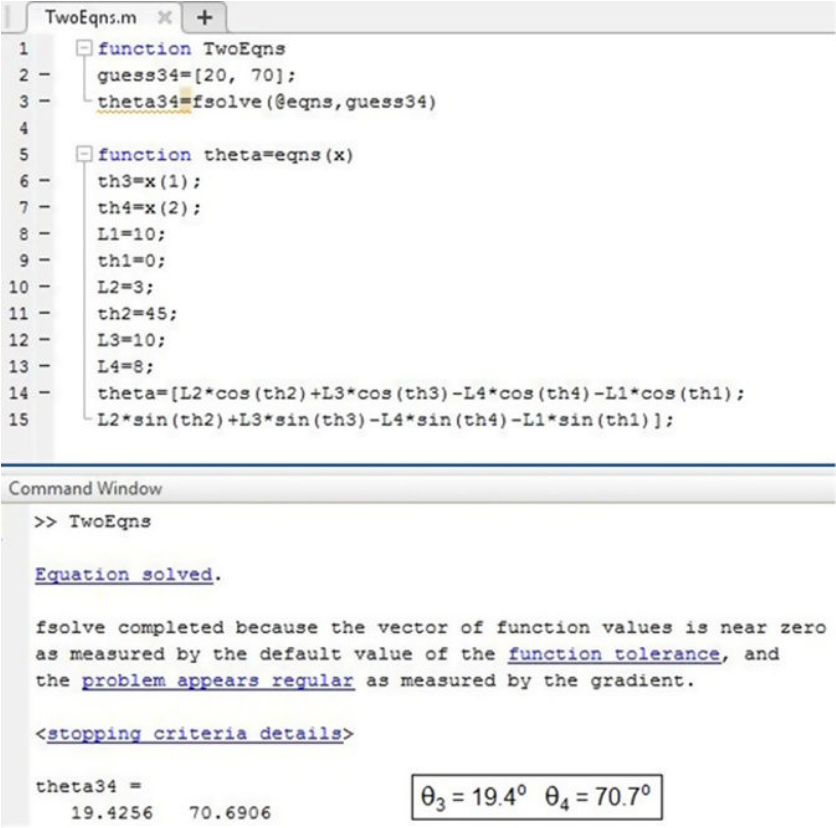 TwoEqns.m × +
1 function TwoEqns
2 – guess34=[20, 70];
3 – theta34=fsolve(@eqns,guess34)
4
5 function theta=eqns(x)
6 – th3=x(1);
7 – th4=x(2);
8 – L1=10;
9 – th1=0;
10 – L2=3;
11 – th2=45;
12 – L3=10;
13 – L4=8;
14 – theta=[L2*cos(th2)+L3*cos(th3)-L4*cos(th4)-L1*cos(th1);
15 L2*sin(th2)+L3*sin(th3)-L4*sin(th4)-L1*sin(th1)];
Command Window
>> TwoEqns
Equation solved.
fsolve completed because the vector of function values is near zero
as measured by the default value of the function tolerance, and
the problem appears regular as measured by the gradient.
<stopping criteria details>
theta34 =
19.4256 70.6906
θ₃ = 19.4° θ₄ = 70.7°